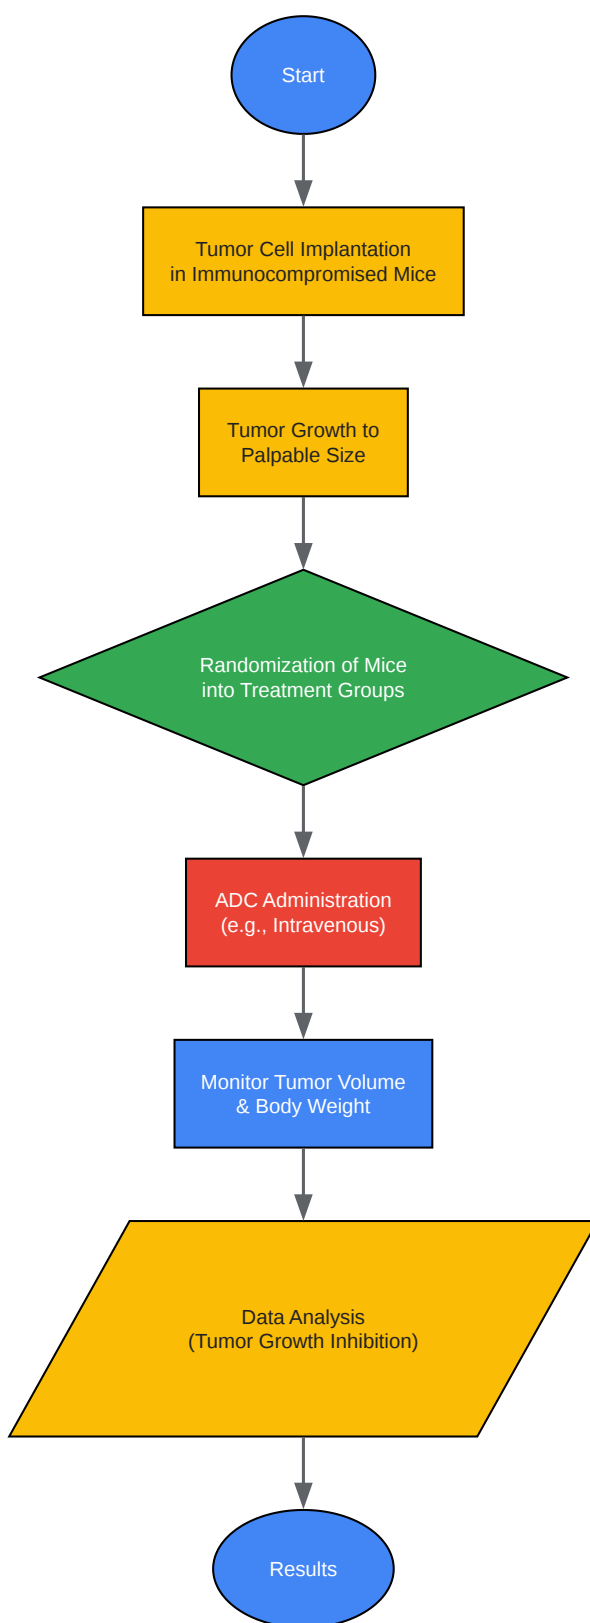 Start
Tumor Cell Implantation
in Immunocompromised Mice
Tumor Growth to
Palpable Size
Randomization of Mice
into Treatment Groups
ADC Administration
(e.g., Intravenous)
Monitor Tumor Volume
& Body Weight
Data Analysis
(Tumor Growth Inhibition)
Results